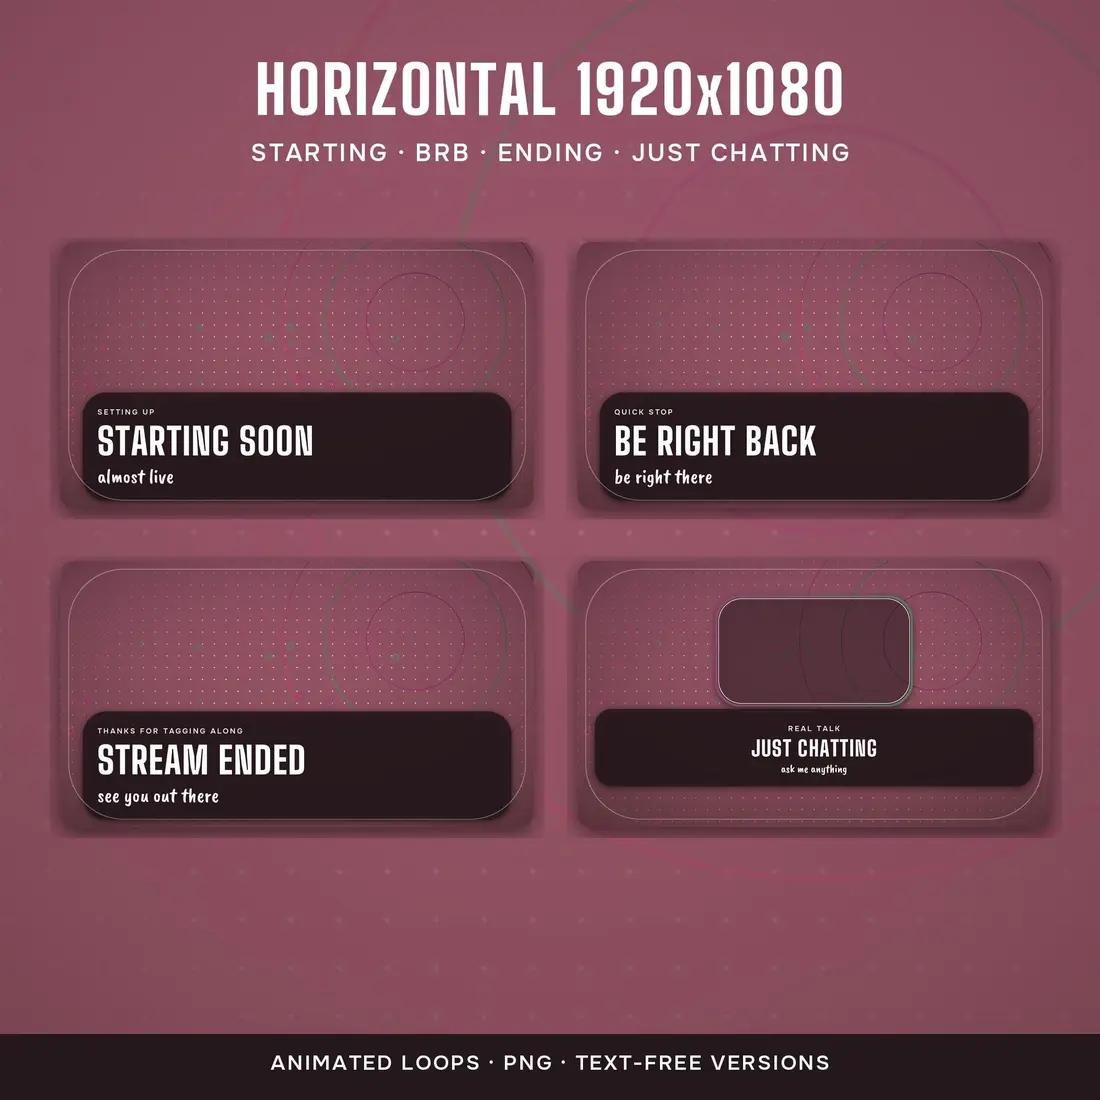 HORIZONTAL 1920x1080
STARTING · BRB · ENDING · JUST CHATTING
SETTING UP
STARTING SOON
almost live
QUICK STOP
BE RIGHT BACK
be right there
THANKS FOR TAGGING ALONG
STREAM ENDED
see you out there
REAL TALK
JUST CHATTING
ask me anything
ANIMATED LOOPS · PNG · TEXT-FREE VERSIONS